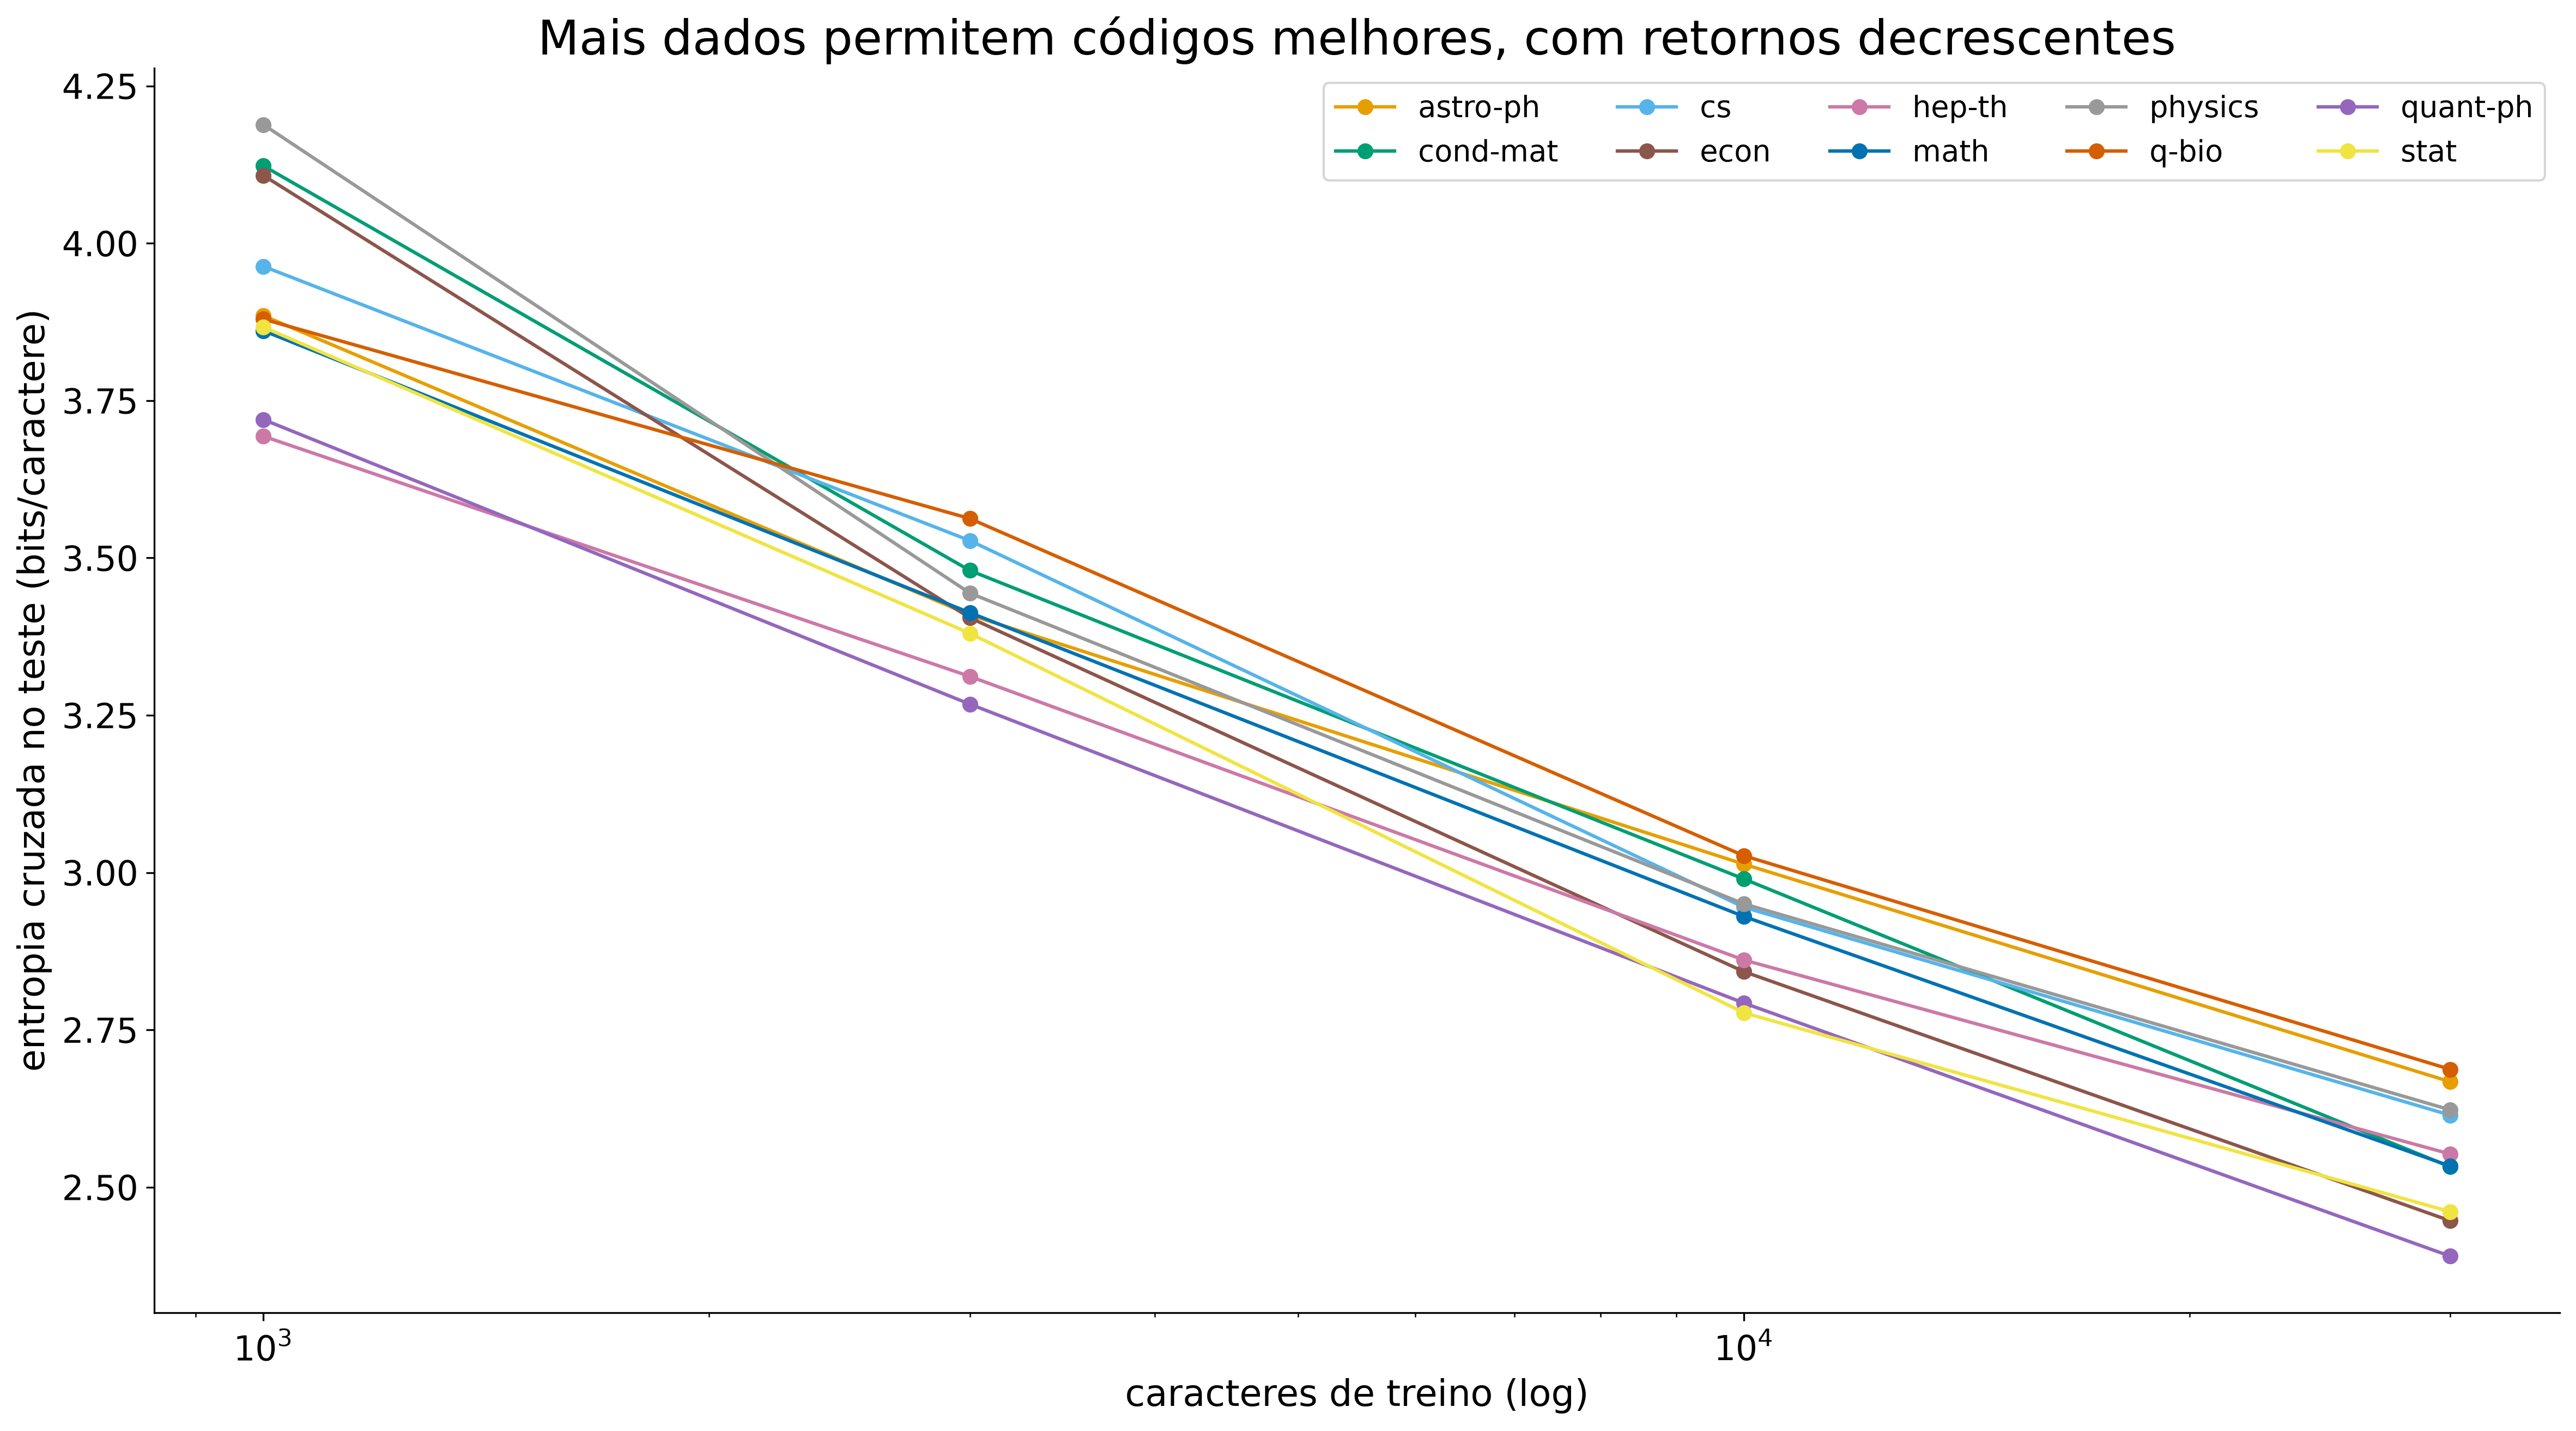 Mais dados permitem códigos melhores, com retornos decrescentes
astro-ph cs hep-th physics quant-ph
cond-mat econ math q-bio stat
entropia cruzada no teste (bits/caractere)
4.25
4.00
3.75
3.50
3.25
3.00
2.75
2.50
10³ 10⁴
caracteres de treino (log)